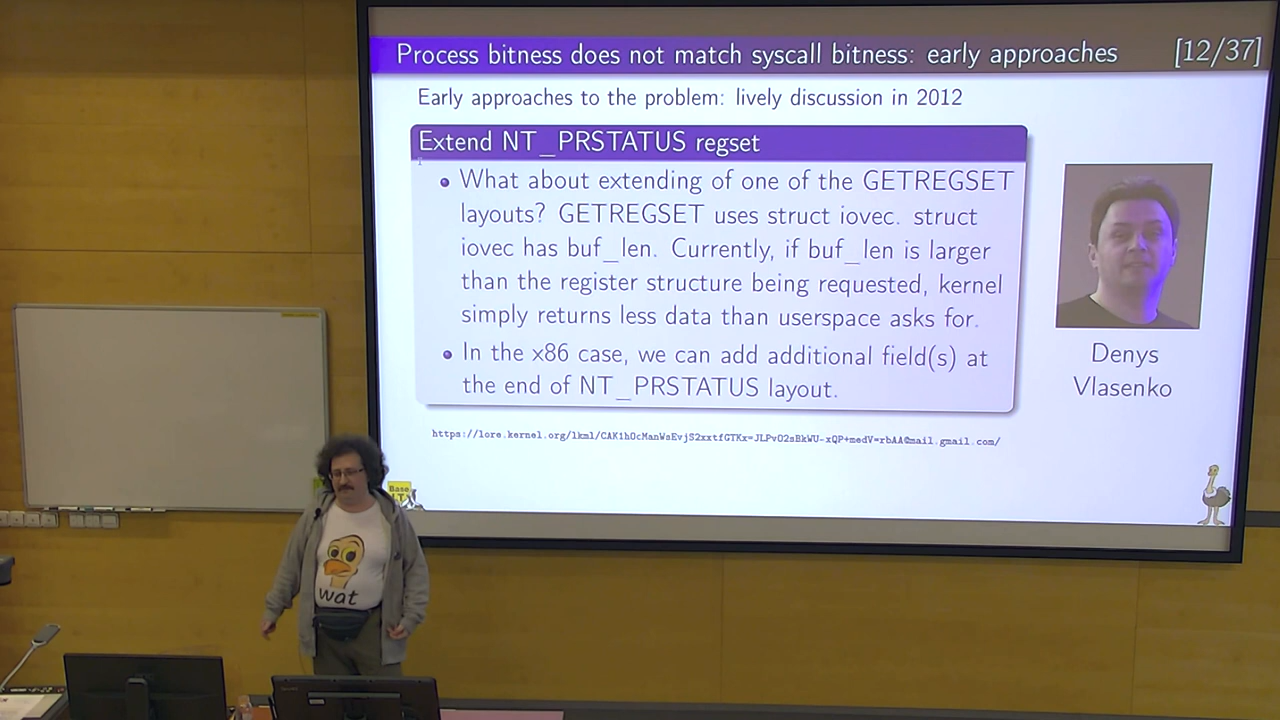 Process bitness does not match syscall bitness: early approaches [12/37]
Early approaches to the problem: lively discussion in 2012
Extend NT_PRSTATUS regset
What about extending of one of the GETREGSET
layouts? GETREGSET uses struct iovec. struct
iovec has buf_len. Currently, if buf_len is larger
than the register structure being requested, kernel
simply returns less data than userspace asks for.
In the x86 case, we can add additional field(s) at
the end of NT_PRSTATUS layout.
Denys
Vlasenko
https://lore.kernel.org/lkml/CAK1hOcManWsEvjS2xxtfGTKx=JLPvO2sBkWU-xQP+medV=rbAA@mail.gmail.com/
Base
wat